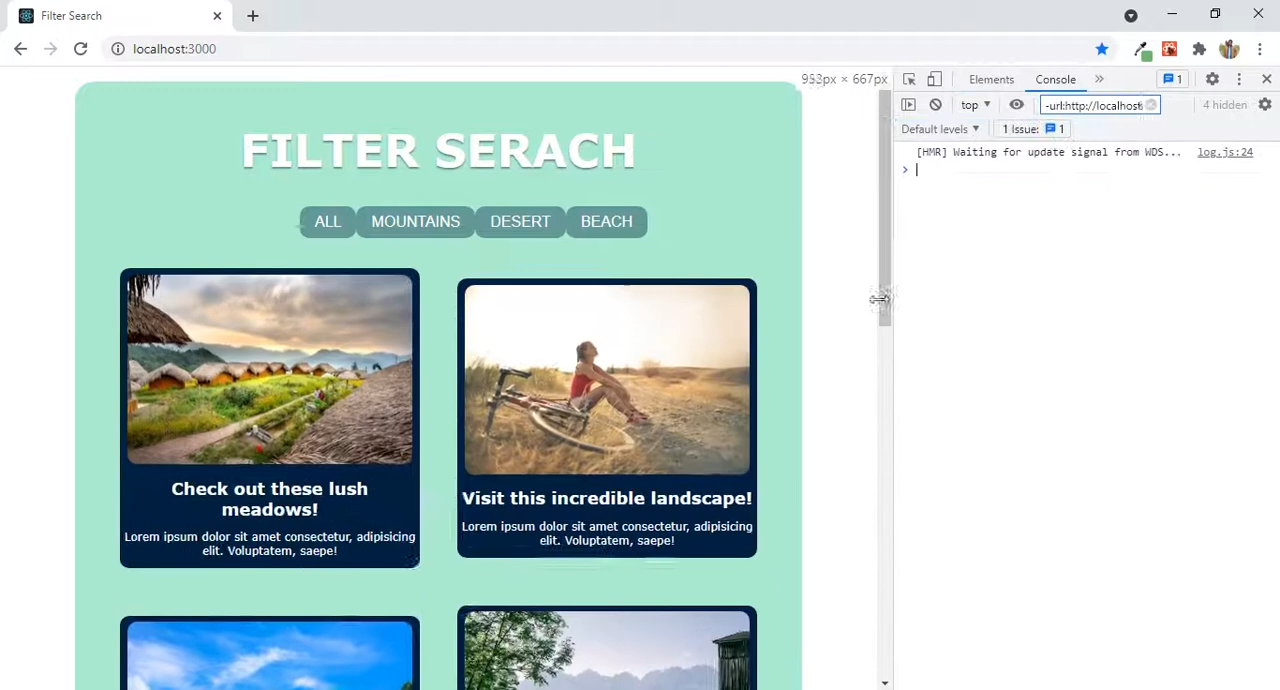 Filter Search
localhost:3000
953px × 667px
Elements
Console
1
top
-url:http://localhost:
4 hidden
Default levels
1 Issue:
1
[HMR] Waiting for update signal from WDS...
log.js:24
FILTER SERACH
ALL
MOUNTAINS
DESERT
BEACH
Check out these lush
meadows!
Lorem ipsum dolor sit amet consectetur, adipisicing
elit. Voluptatem, saepe!
Visit this incredible landscape!
Lorem ipsum dolor sit amet consectetur, adipisicing
elit. Voluptatem, saepe!